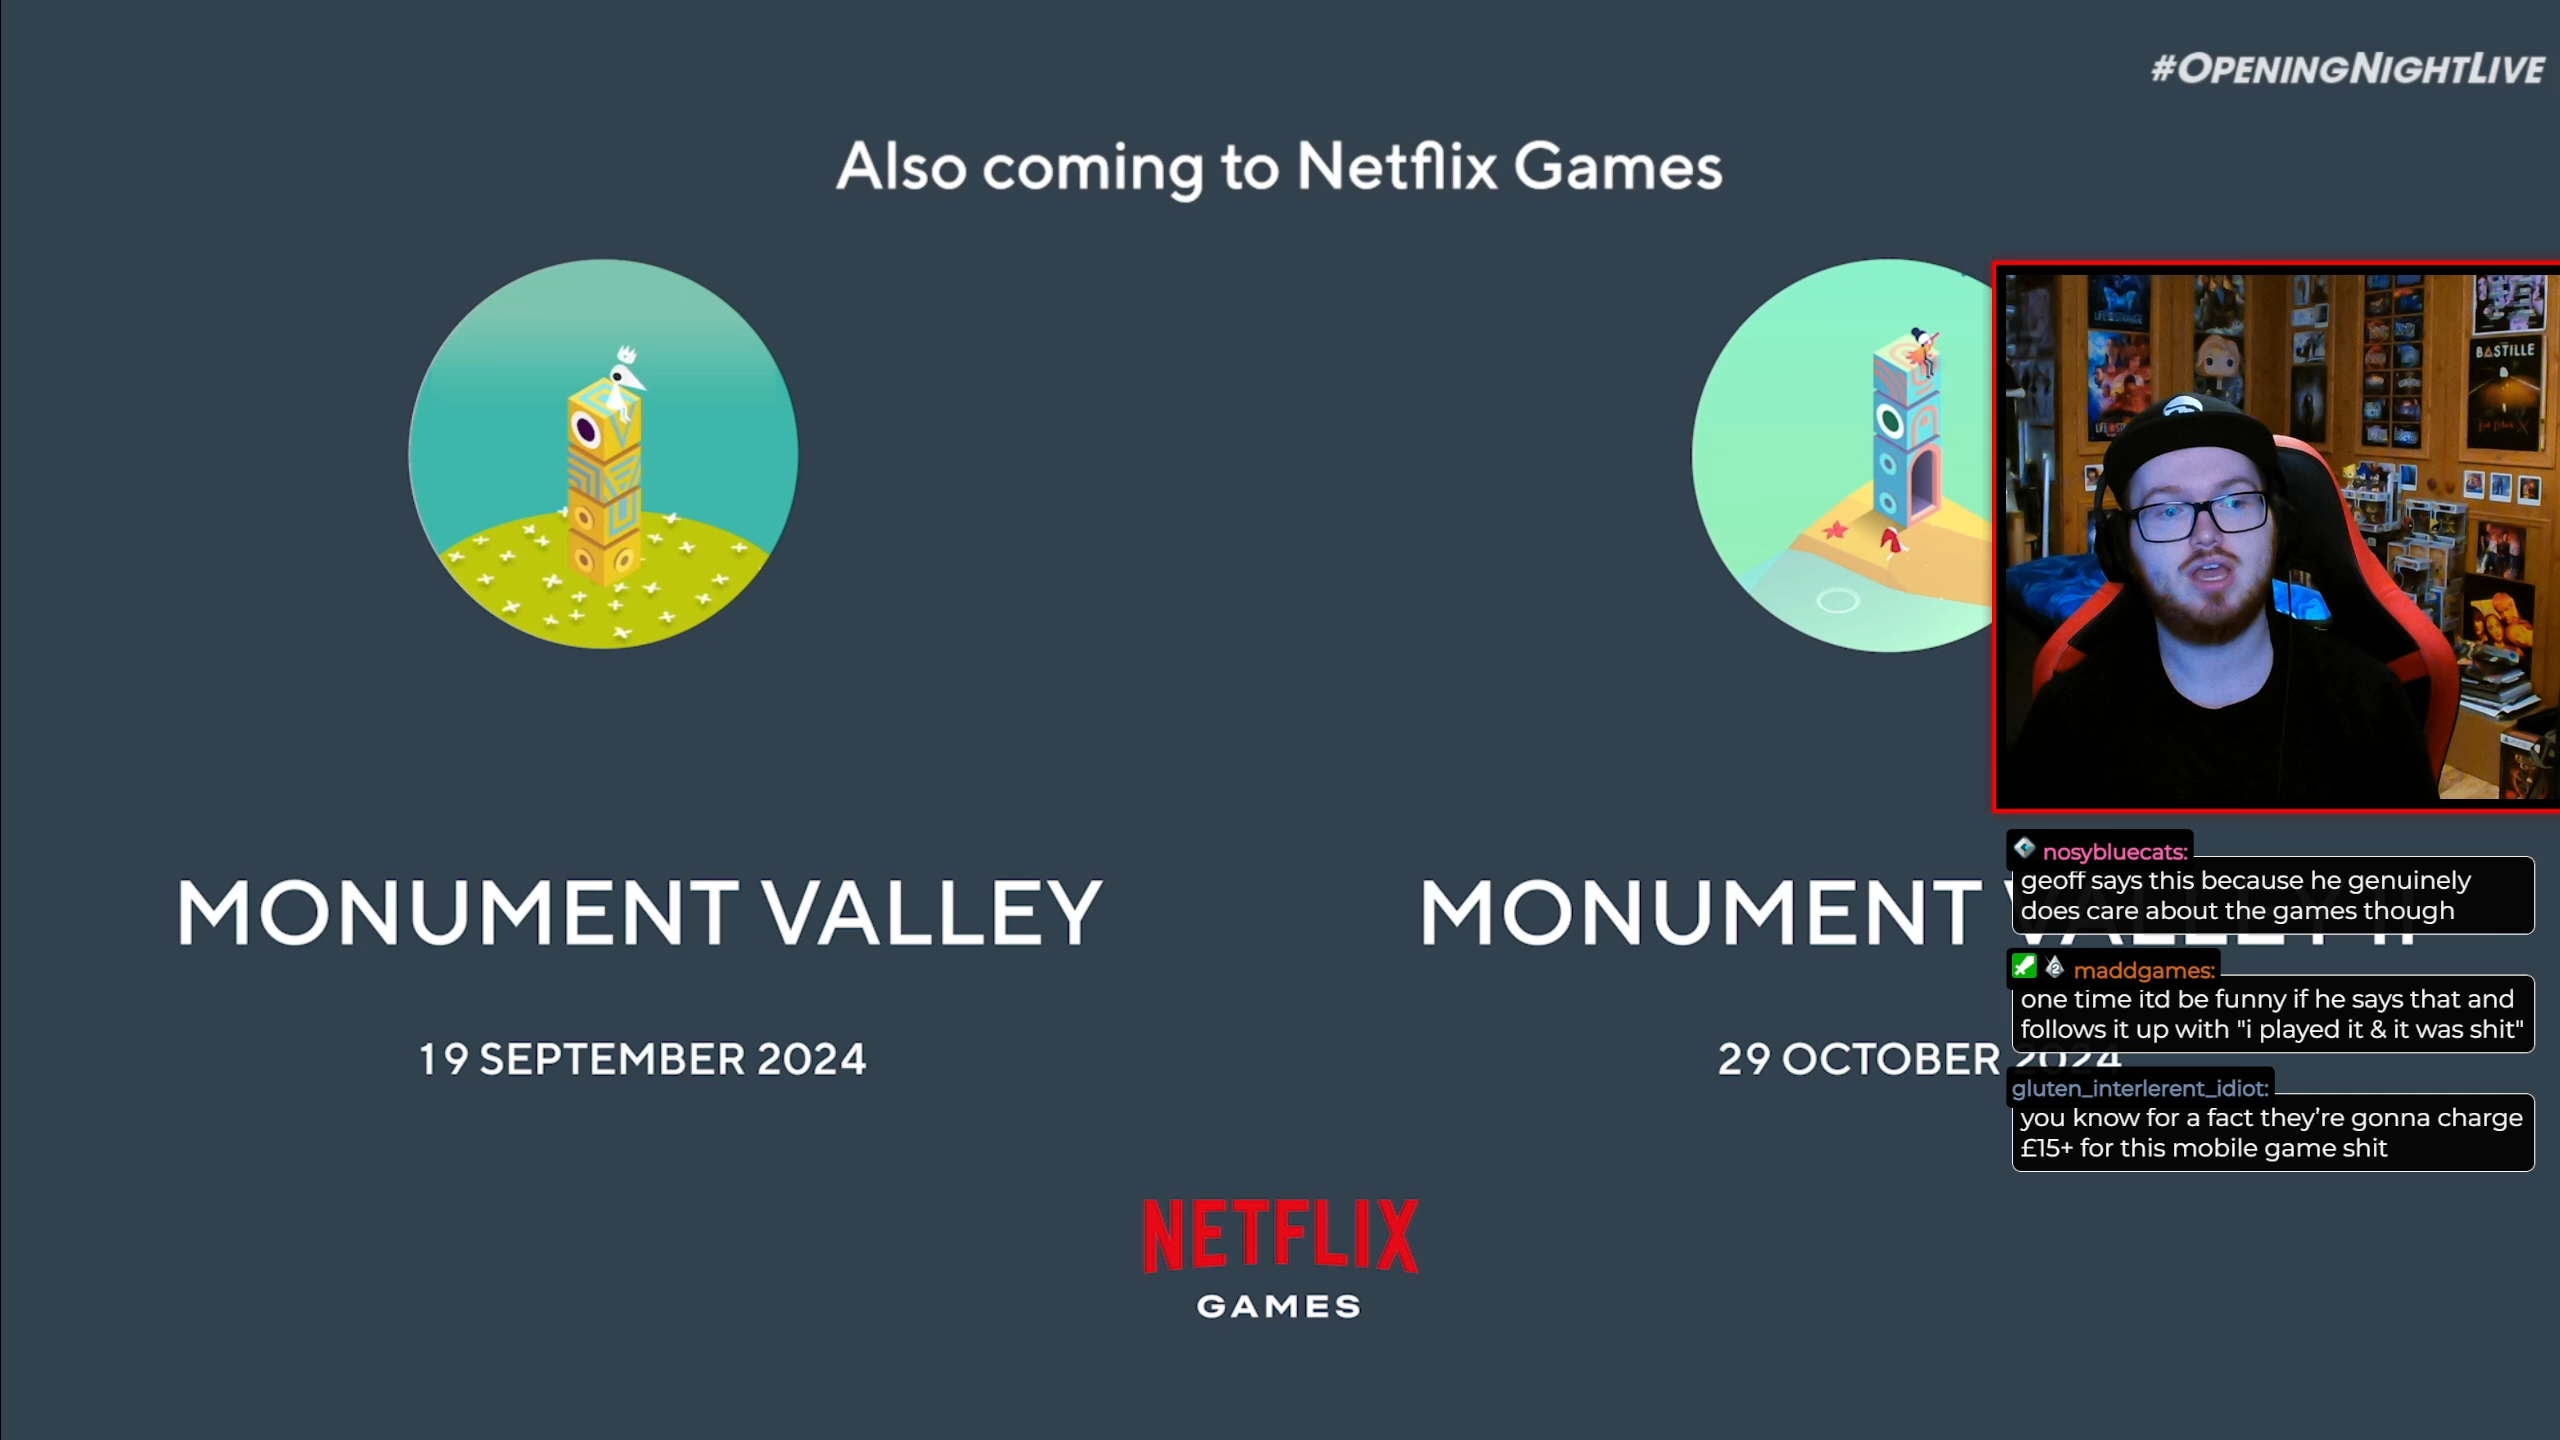 #OPENINGNIGHTLIVE
Also coming to Netflix Games
BASTILLE
MONUMENT VALLEY
MONUMENT VALLEY II
19 SEPTEMBER 2024
29 OCTOBER 2024
nosybluecats:
geoff says this because he genuinely
does care about the games though
maddgames:
one time itd be funny if he says that and
follows it up with "i played it & it was shit"
gluten_interlerent_idiot:
you know for a fact they’re gonna charge
£15+ for this mobile game shit
NETFLIX
GAMES